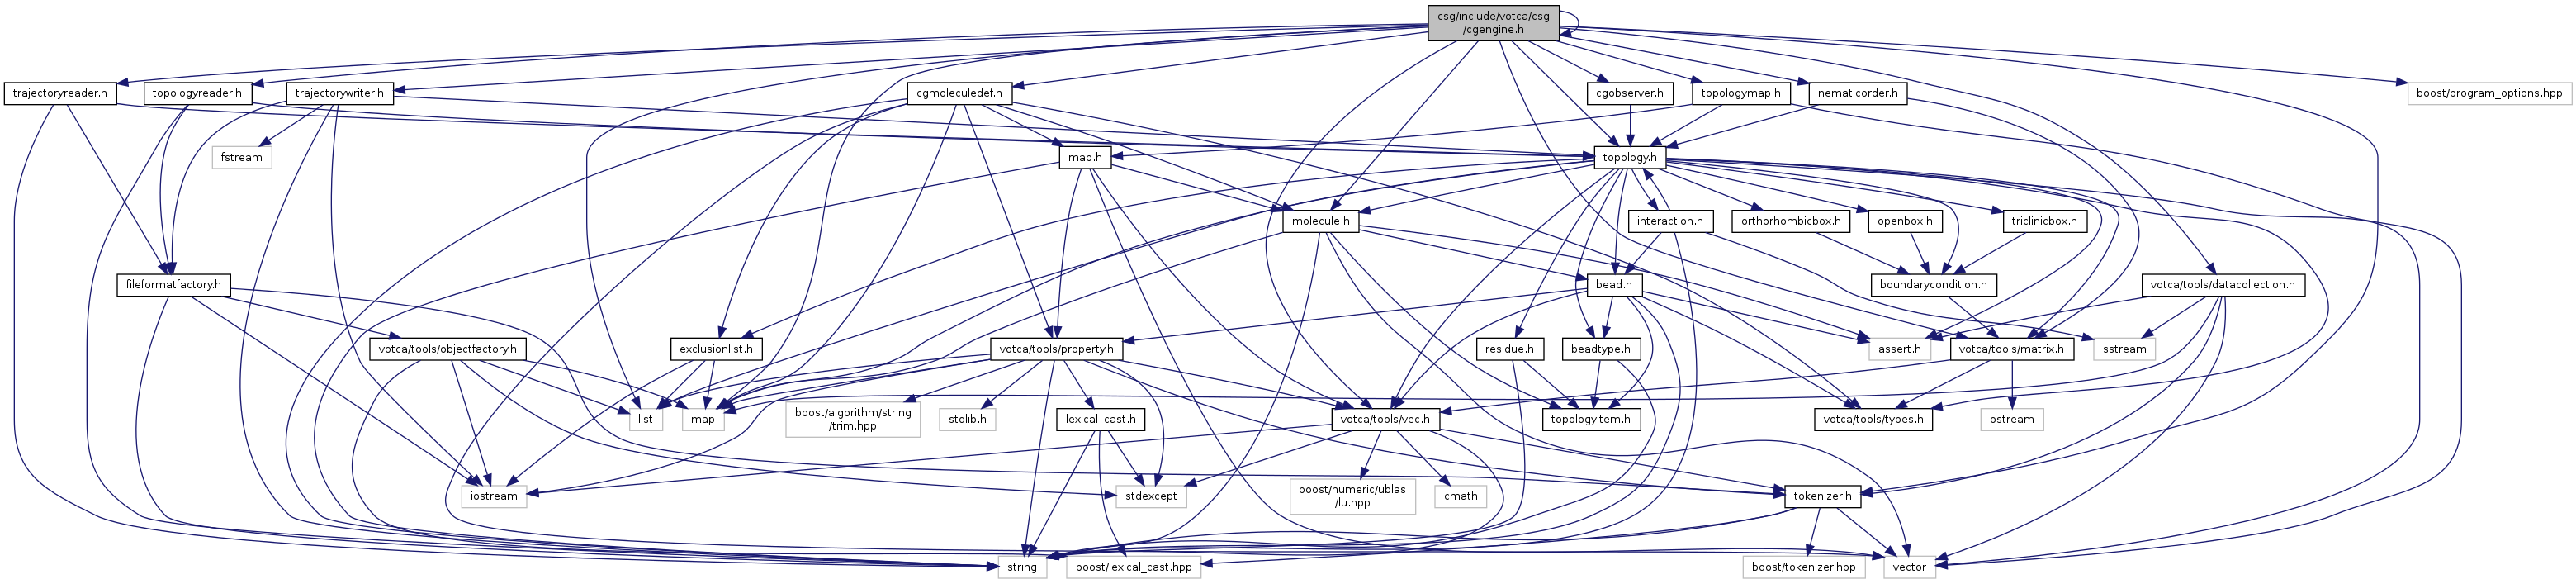 csg/include/votca/csg
/cgengine.h
trajectoryreader.h
topologyreader.h
trajectorywriter.h
cgmoleculedef.h
cgobserver.h
topologymap.h
nematicorder.h
boost/program_options.hpp
fstream
map.h
topology.h
molecule.h
interaction.h
orthorhombicbox.h
openbox.h
triclinicbox.h
fileformatfactory.h
bead.h
boundarycondition.h
votca/tools/datacollection.h
votca/tools/objectfactory.h
exclusionlist.h
votca/tools/property.h
residue.h
beadtype.h
assert.h
votca/tools/matrix.h
sstream
list
map
boost/algorithm/string
/trim.hpp
stdlib.h
lexical_cast.h
votca/tools/vec.h
topologyitem.h
votca/tools/types.h
ostream
iostream
stdexcept
boost/numeric/ublas
/lu.hpp
cmath
tokenizer.h
string
boost/lexical_cast.hpp
boost/tokenizer.hpp
vector